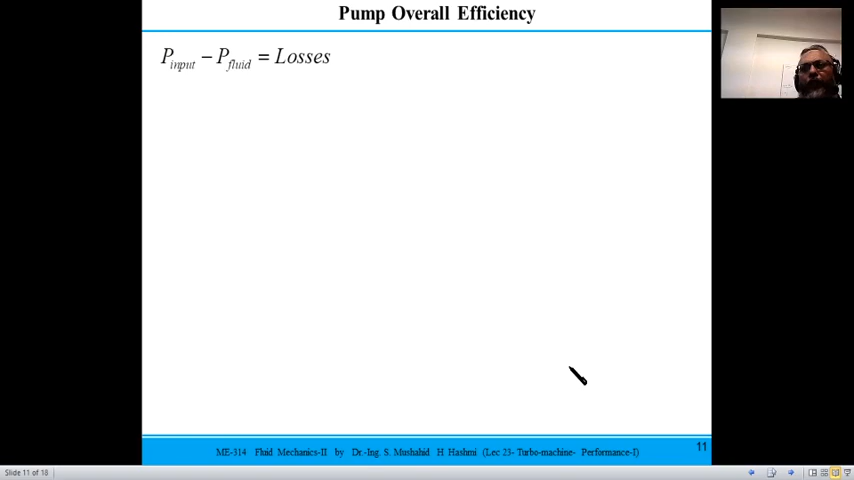 Pump Overall Efficiency
P_input − P_fluid = Losses
11
ME-314 Fluid Mechanics-II by Dr.-Ing. S. Mushahid H Hashmi (Lec 23- Turbo-machine- Performance-I)
Slide 11 of 18